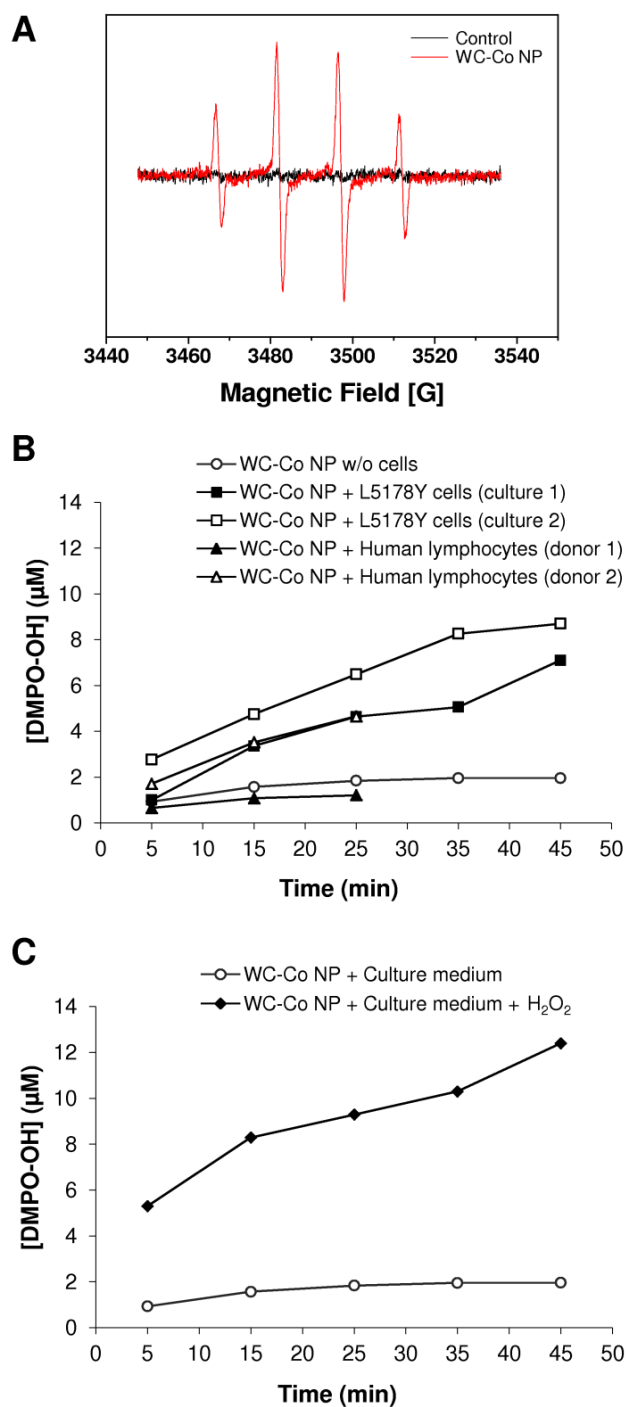 A
Control
WC-Co NP
3440 3460 3480 3500 3520 3540
Magnetic Field [G]
B
WC-Co NP w/o cells
WC-Co NP + L5178Y cells (culture 1)
WC-Co NP + L5178Y cells (culture 2)
WC-Co NP + Human lymphocytes (donor 1)
WC-Co NP + Human lymphocytes (donor 2)
[DMPO-OH] (µM)
14
12
10
8
6
4
2
0
0 5 10 15 20 25 30 35 40 45 50
Time (min)
C
WC-Co NP + Culture medium
WC-Co NP + Culture medium + H₂O₂
[DMPO-OH] (µM)
14
12
10
8
6
4
2
0
0 5 10 15 20 25 30 35 40 45 50
Time (min)